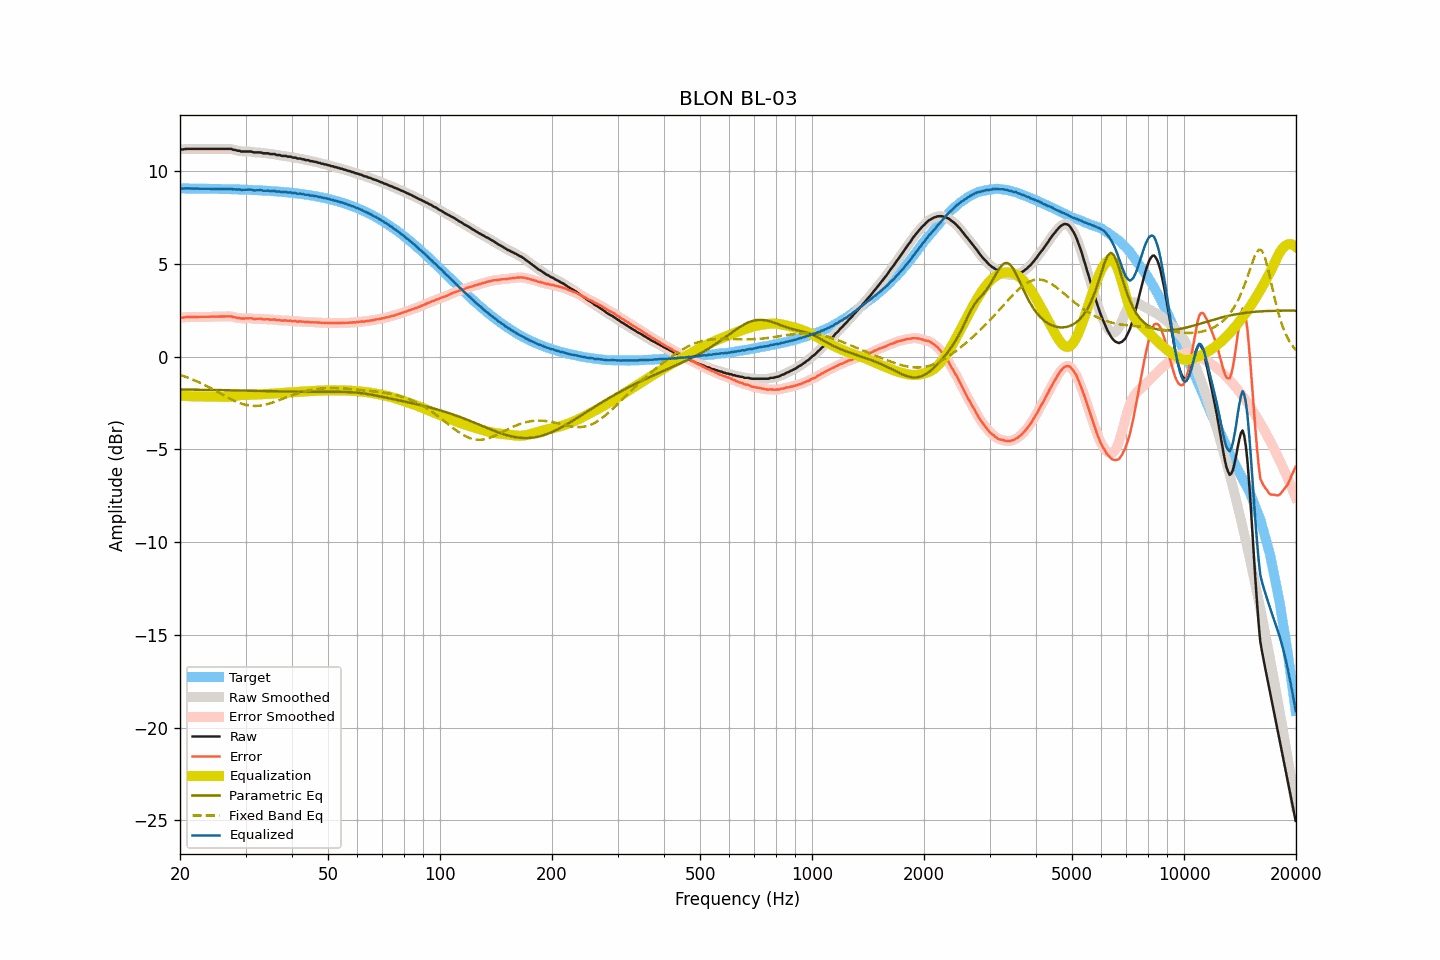 BLON BL-03
Amplitude (dBr)
10
5
0
−5
−10
−15
−20
−25
Target
Raw Smoothed
Error Smoothed
Raw
Error
Equalization
Parametric Eq
Fixed Band Eq
Equalized
20 50 100 200 500 1000 2000 5000 10000 20000
Frequency (Hz)